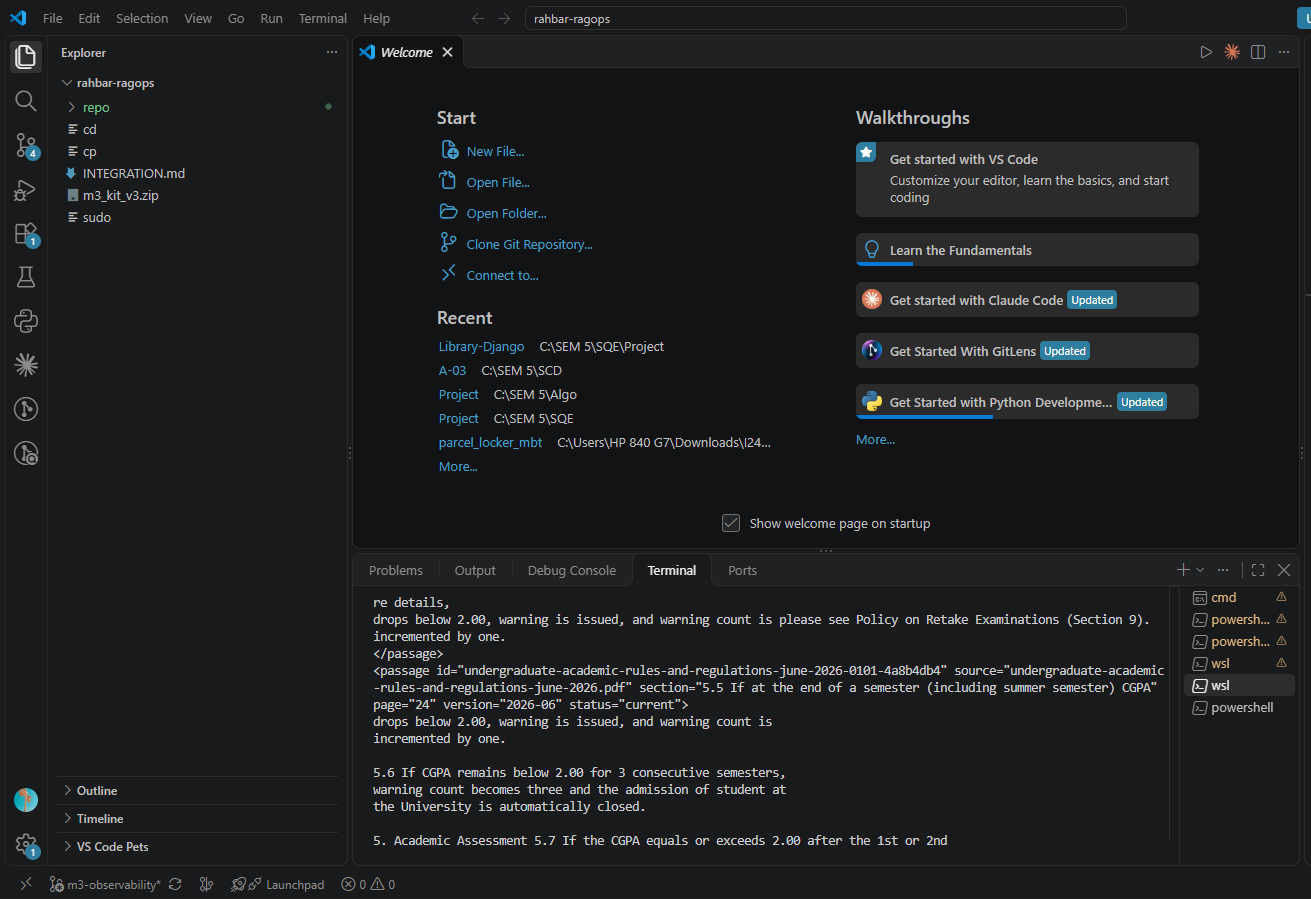 File Edit Selection View Go Run Terminal Help
rahbar-ragops
Explorer
rahbar-ragops
repo
cd
cp
INTEGRATION.md
m3_kit_v3.zip
sudo
4
1
Outline
Timeline
VS Code Pets
1
Welcome
Start
New File...
Open File...
Open Folder...
Clone Git Repository...
Connect to...
Recent
Library-Django C:\SEM 5\SQE\Project
A-03 C:\SEM 5\SCD
Project C:\SEM 5\Algo
Project C:\SEM 5\SQE
parcel_locker_mbt C:\Users\HP 840 G7\Downloads\I24...
More...
Walkthroughs
Get started with VS Code
Customize your editor, learn the basics, and start
coding
Learn the Fundamentals
Get started with Claude Code Updated
Get Started With GitLens Updated
Get Started with Python Developme... Updated
More...
Show welcome page on startup
Problems Output Debug Console Terminal Ports
re details,
drops below 2.00, warning is issued, and warning count is please see Policy on Retake Examinations (Section 9).
incremented by one.
</passage>
<passage id="undergraduate-academic-rules-and-regulations-june-2026-0101-4a8b4db4" source="undergraduate-academic
-rules-and-regulations-june-2026.pdf" section="5.5 If at the end of a semester (including summer semester) CGPA"
page="24" version="2026-06" status="current">
drops below 2.00, warning is issued, and warning count is
incremented by one.
5.6 If CGPA remains below 2.00 for 3 consecutive semesters,
warning count becomes three and the admission of student at
the University is automatically closed.
5. Academic Assessment 5.7 If the CGPA equals or exceeds 2.00 after the 1st or 2nd
cmd
powersh...
powersh...
wsl
wsl
powershell
m3-observability* Launchpad 0 0